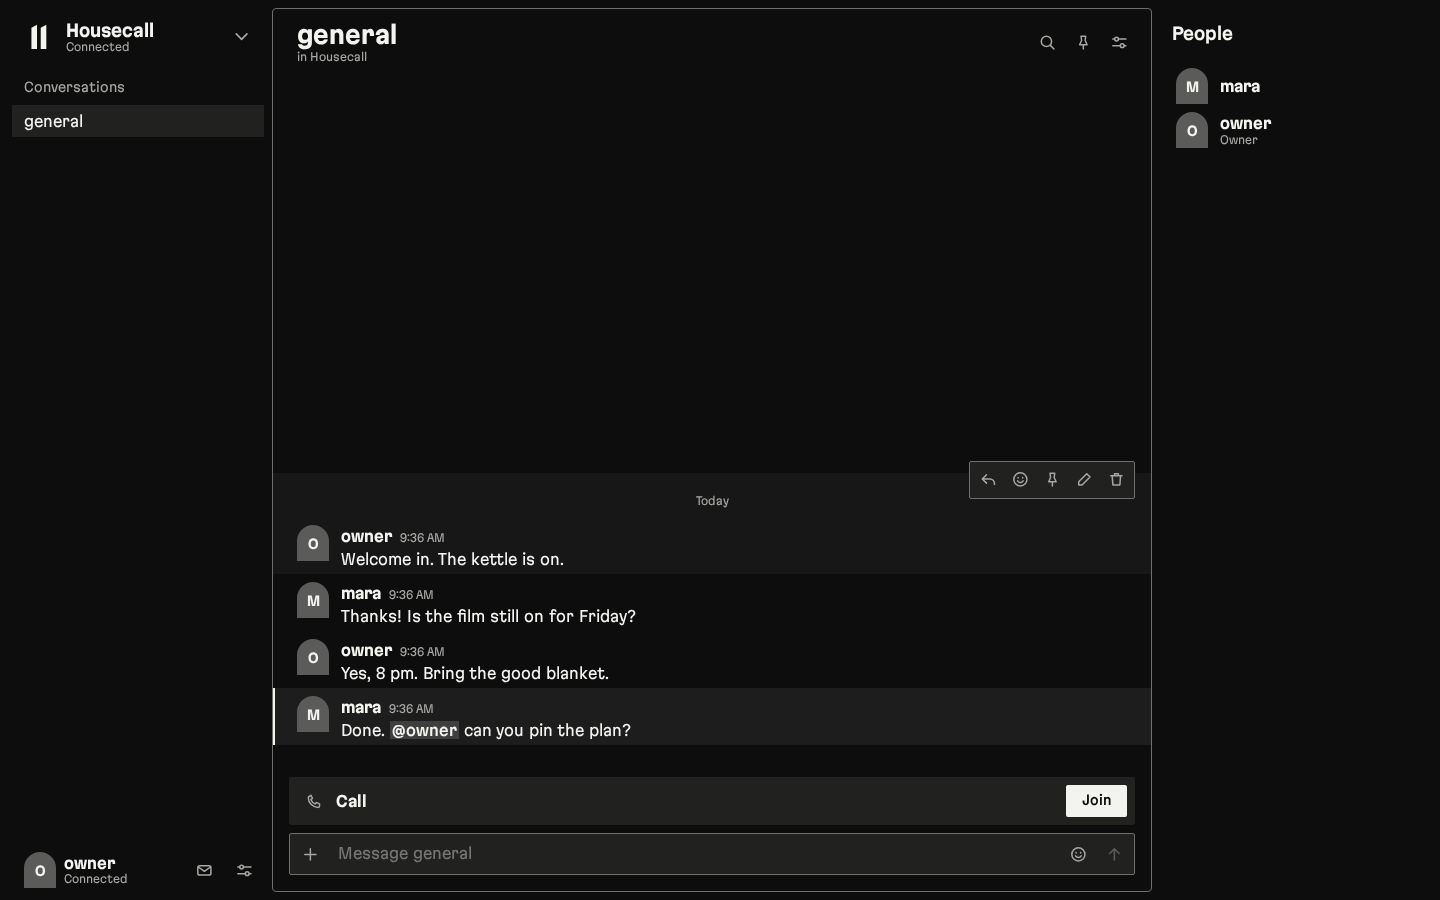 Housecall
Connected
Conversations
general
general
in Housecall
Today
O
owner 9:36 AM
Welcome in. The kettle is on.
M
mara 9:36 AM
Thanks! Is the film still on for Friday?
O
owner 9:36 AM
Yes, 8 pm. Bring the good blanket.
M
mara 9:36 AM
Done. @owner can you pin the plan?
Call
Join
Message general
People
M
mara
O
owner
Owner
O
owner
Connected